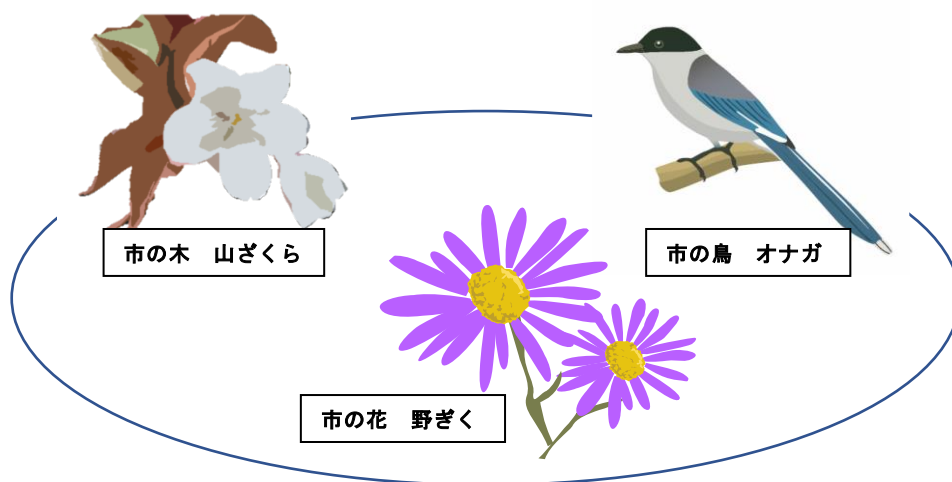 市の木　山ざくら
市の鳥　オナガ
市の花　野ぎく